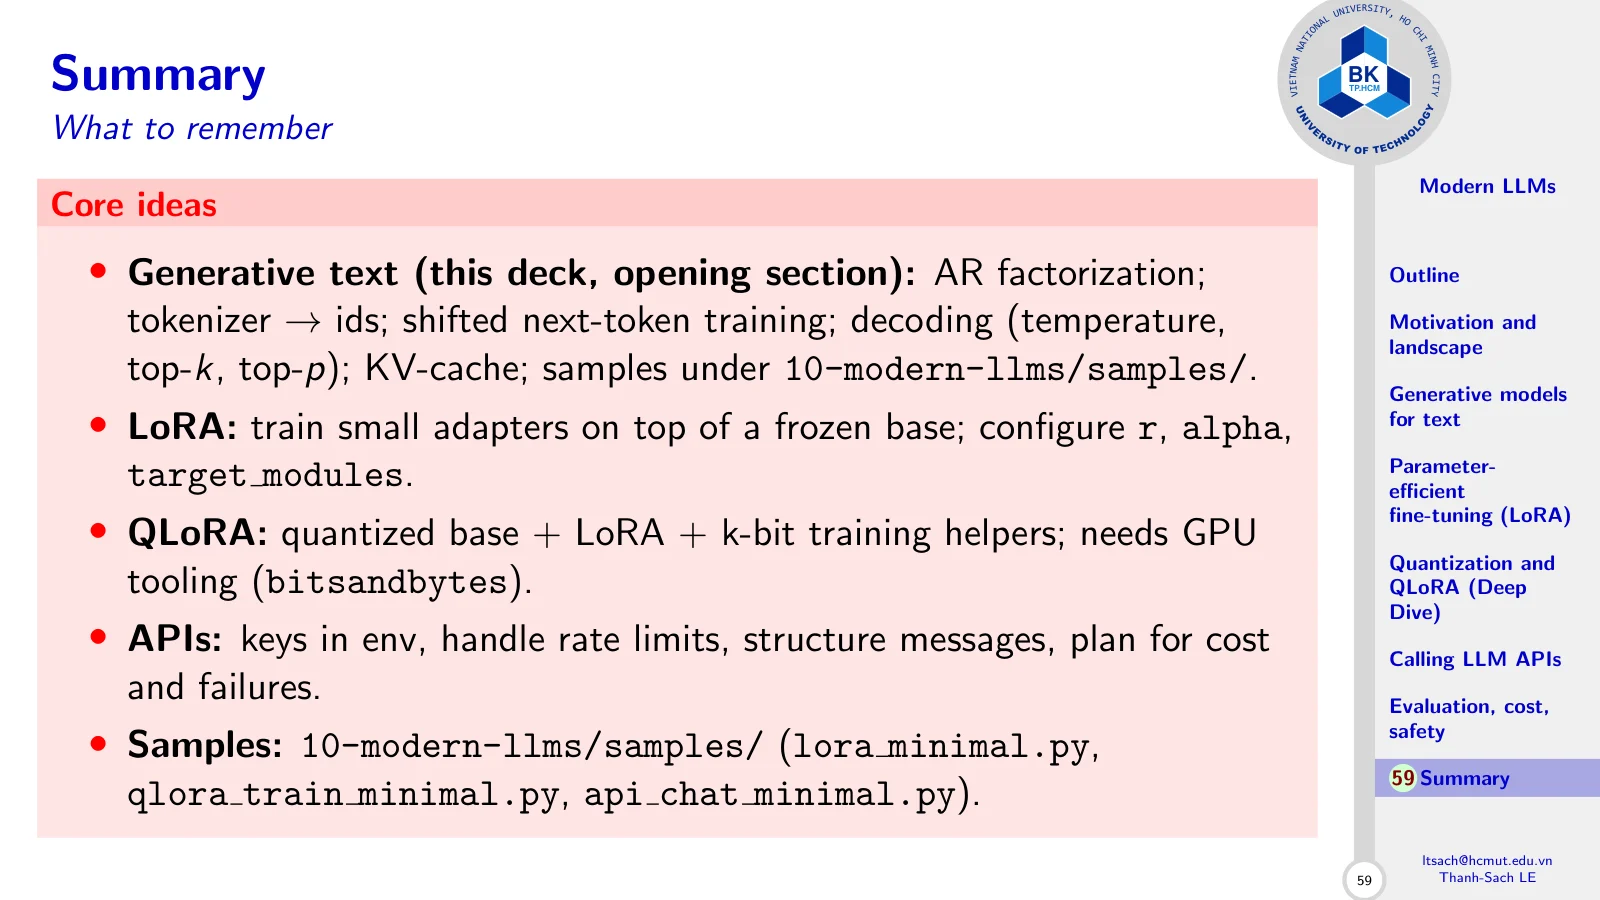 Summary
What to remember
Core ideas
• Generative text (this deck, opening section): AR factorization;
tokenizer → ids; shifted next-token training; decoding (temperature,
top-k, top-p); KV-cache; samples under 10-modern-llms/samples/.
• LoRA: train small adapters on top of a frozen base; configure r, alpha,
target_modules.
• QLoRA: quantized base + LoRA + k-bit training helpers; needs GPU
tooling (bitsandbytes).
• APIs: keys in env, handle rate limits, structure messages, plan for cost
and failures.
• Samples: 10-modern-llms/samples/ (lora_minimal.py,
qlora_train_minimal.py, api_chat_minimal.py).
VIETNAM NATIONAL UNIVERSITY, HO CHI MINH CITY
BK
TP.HCM
UNIVERSITY OF TECHNOLOGY
Modern LLMs
Outline
Motivation and
landscape
Generative models
for text
Parameter-
efficient
fine-tuning (LoRA)
Quantization and
QLoRA (Deep
Dive)
Calling LLM APIs
Evaluation, cost,
safety
59 Summary
ltsach@hcmut.edu.vn
Thanh-Sach LE
59